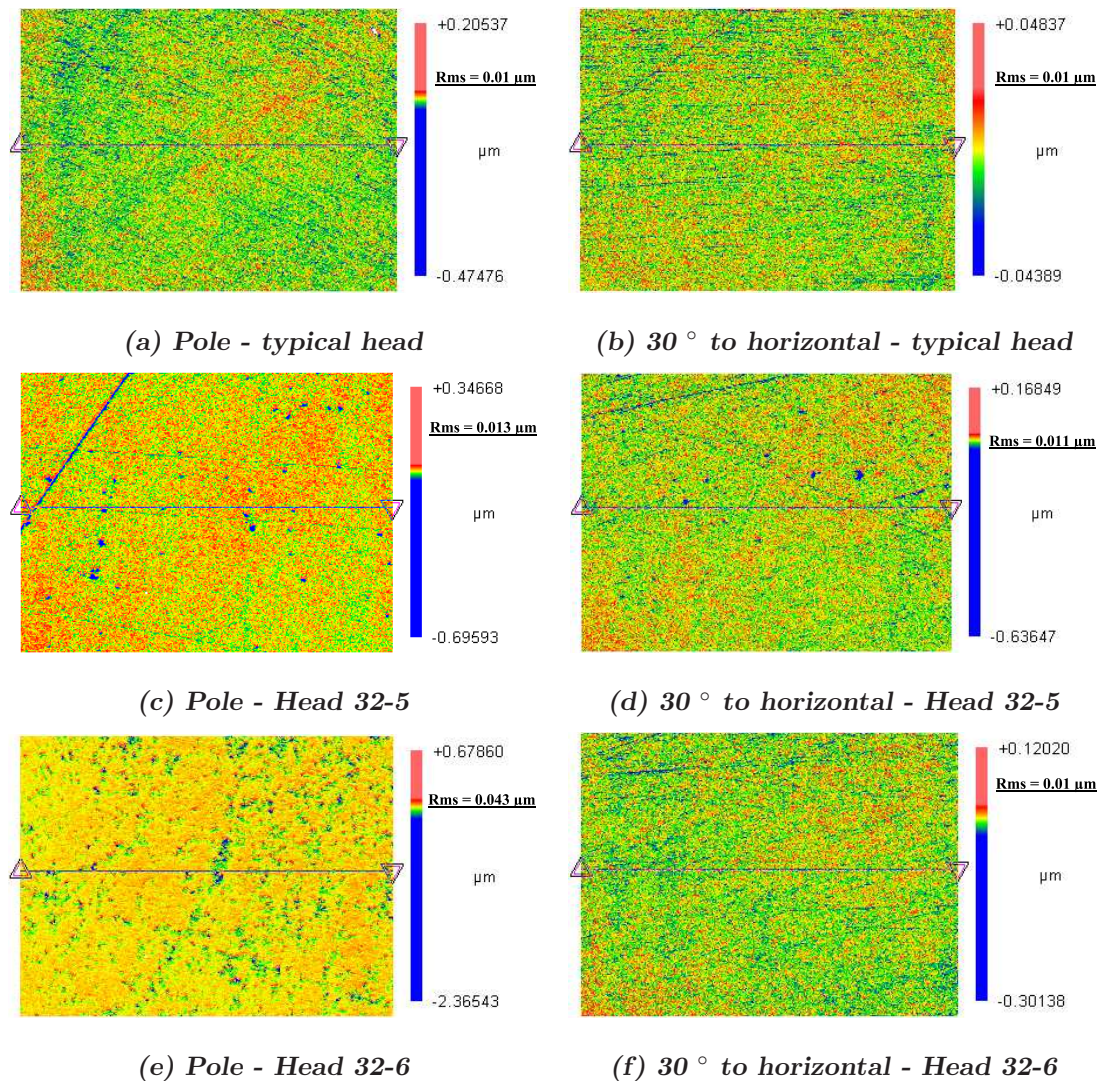 +0.20537
Rms = 0.01 µm
µm
-0.47476
+0.04837
Rms = 0.01 µm
µm
-0.04389
(a) Pole - typical head
(b) 30 ° to horizontal - typical head
+0.34668
Rms = 0.013 µm
µm
-0.69593
+0.16849
Rms = 0.011 µm
µm
-0.63647
(c) Pole - Head 32-5
(d) 30 ° to horizontal - Head 32-5
+0.67860
Rms = 0.043 µm
µm
-2.36543
+0.12020
Rms = 0.01 µm
µm
-0.30138
(e) Pole - Head 32-6
(f) 30 ° to horizontal - Head 32-6